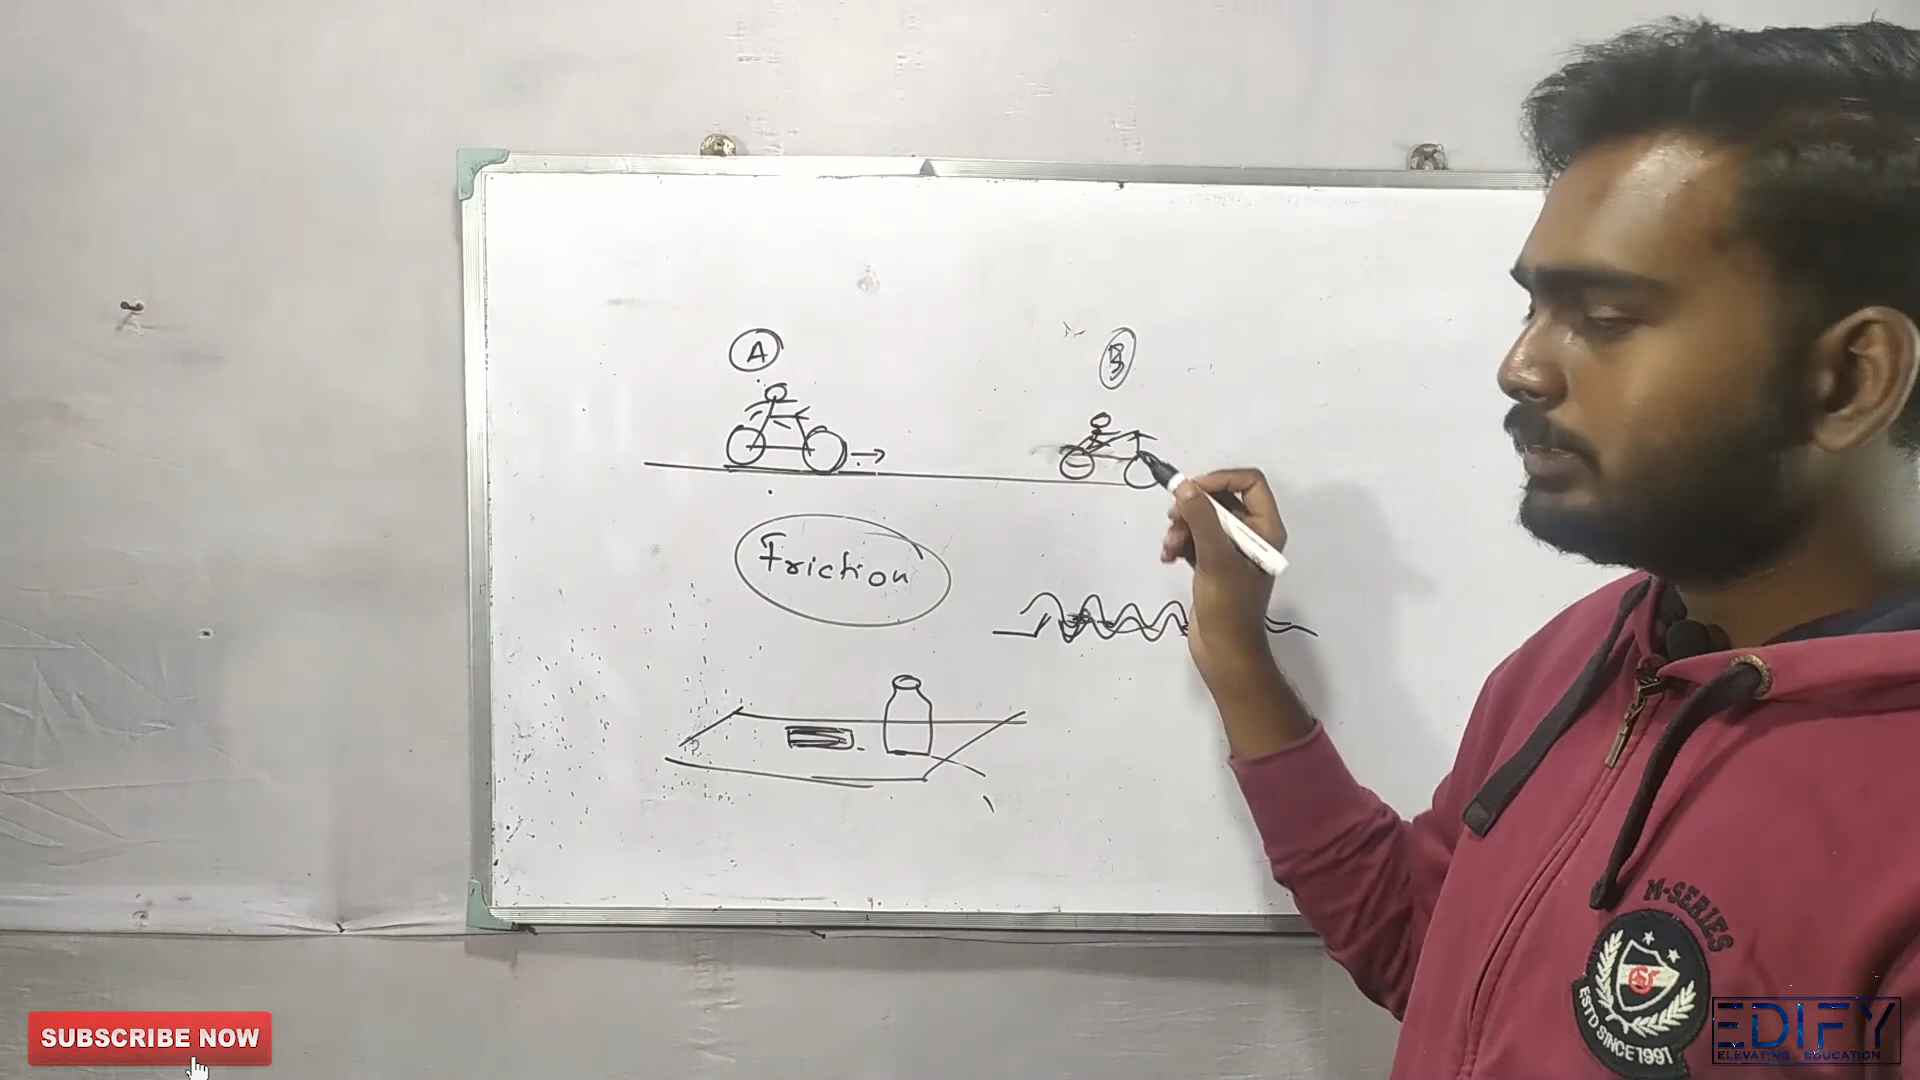 A
B
Friction
M-SERIES
ESTD SINCE 1991
SUBSCRIBE NOW
EDIFY
ELEVATING EDUCATION